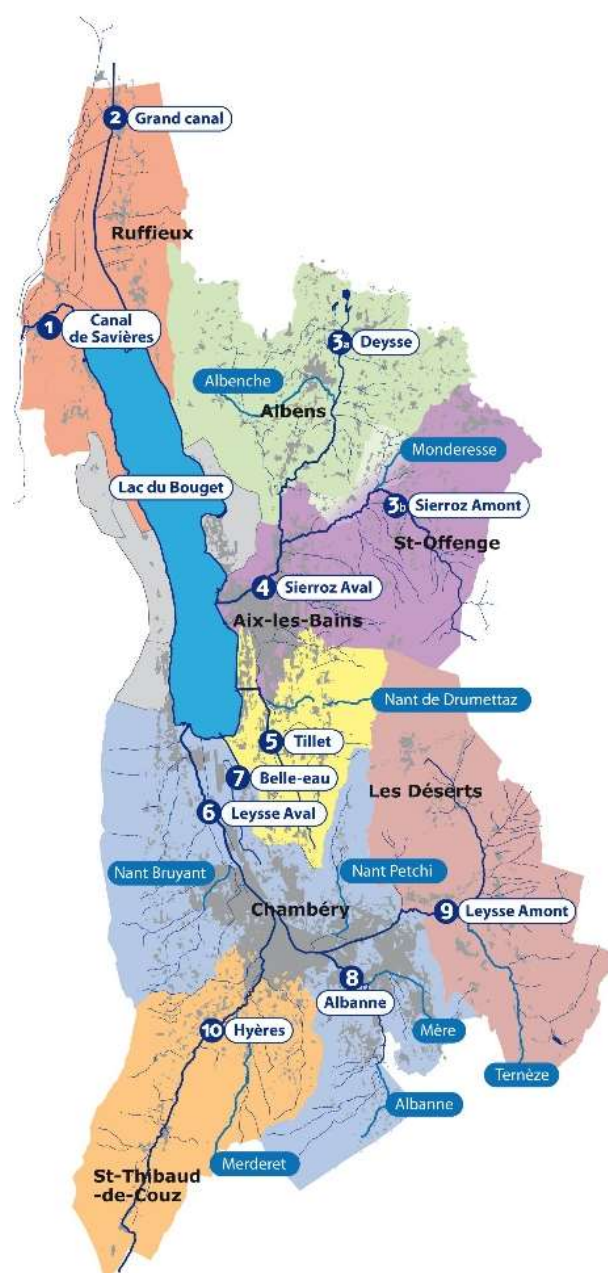 2 Grand canal
Ruffieux
1 Canal
de Savières
3a Deysse
Albenche
Albens
Monderesse
Lac du Bouget
3b Sierroz Amont
St-Offenge
4 Sierroz Aval
Aix-les-Bains
Nant de Drumettaz
5 Tillet
7 Belle-eau
Les Déserts
6 Leysse Aval
Nant Bruyant
Nant Petchi
Chambéry
9 Leysse Amont
8
Albanne
10 Hyères
Mère
Ternèze
Albanne
Merderet
St-Thibaud
-de-Couz